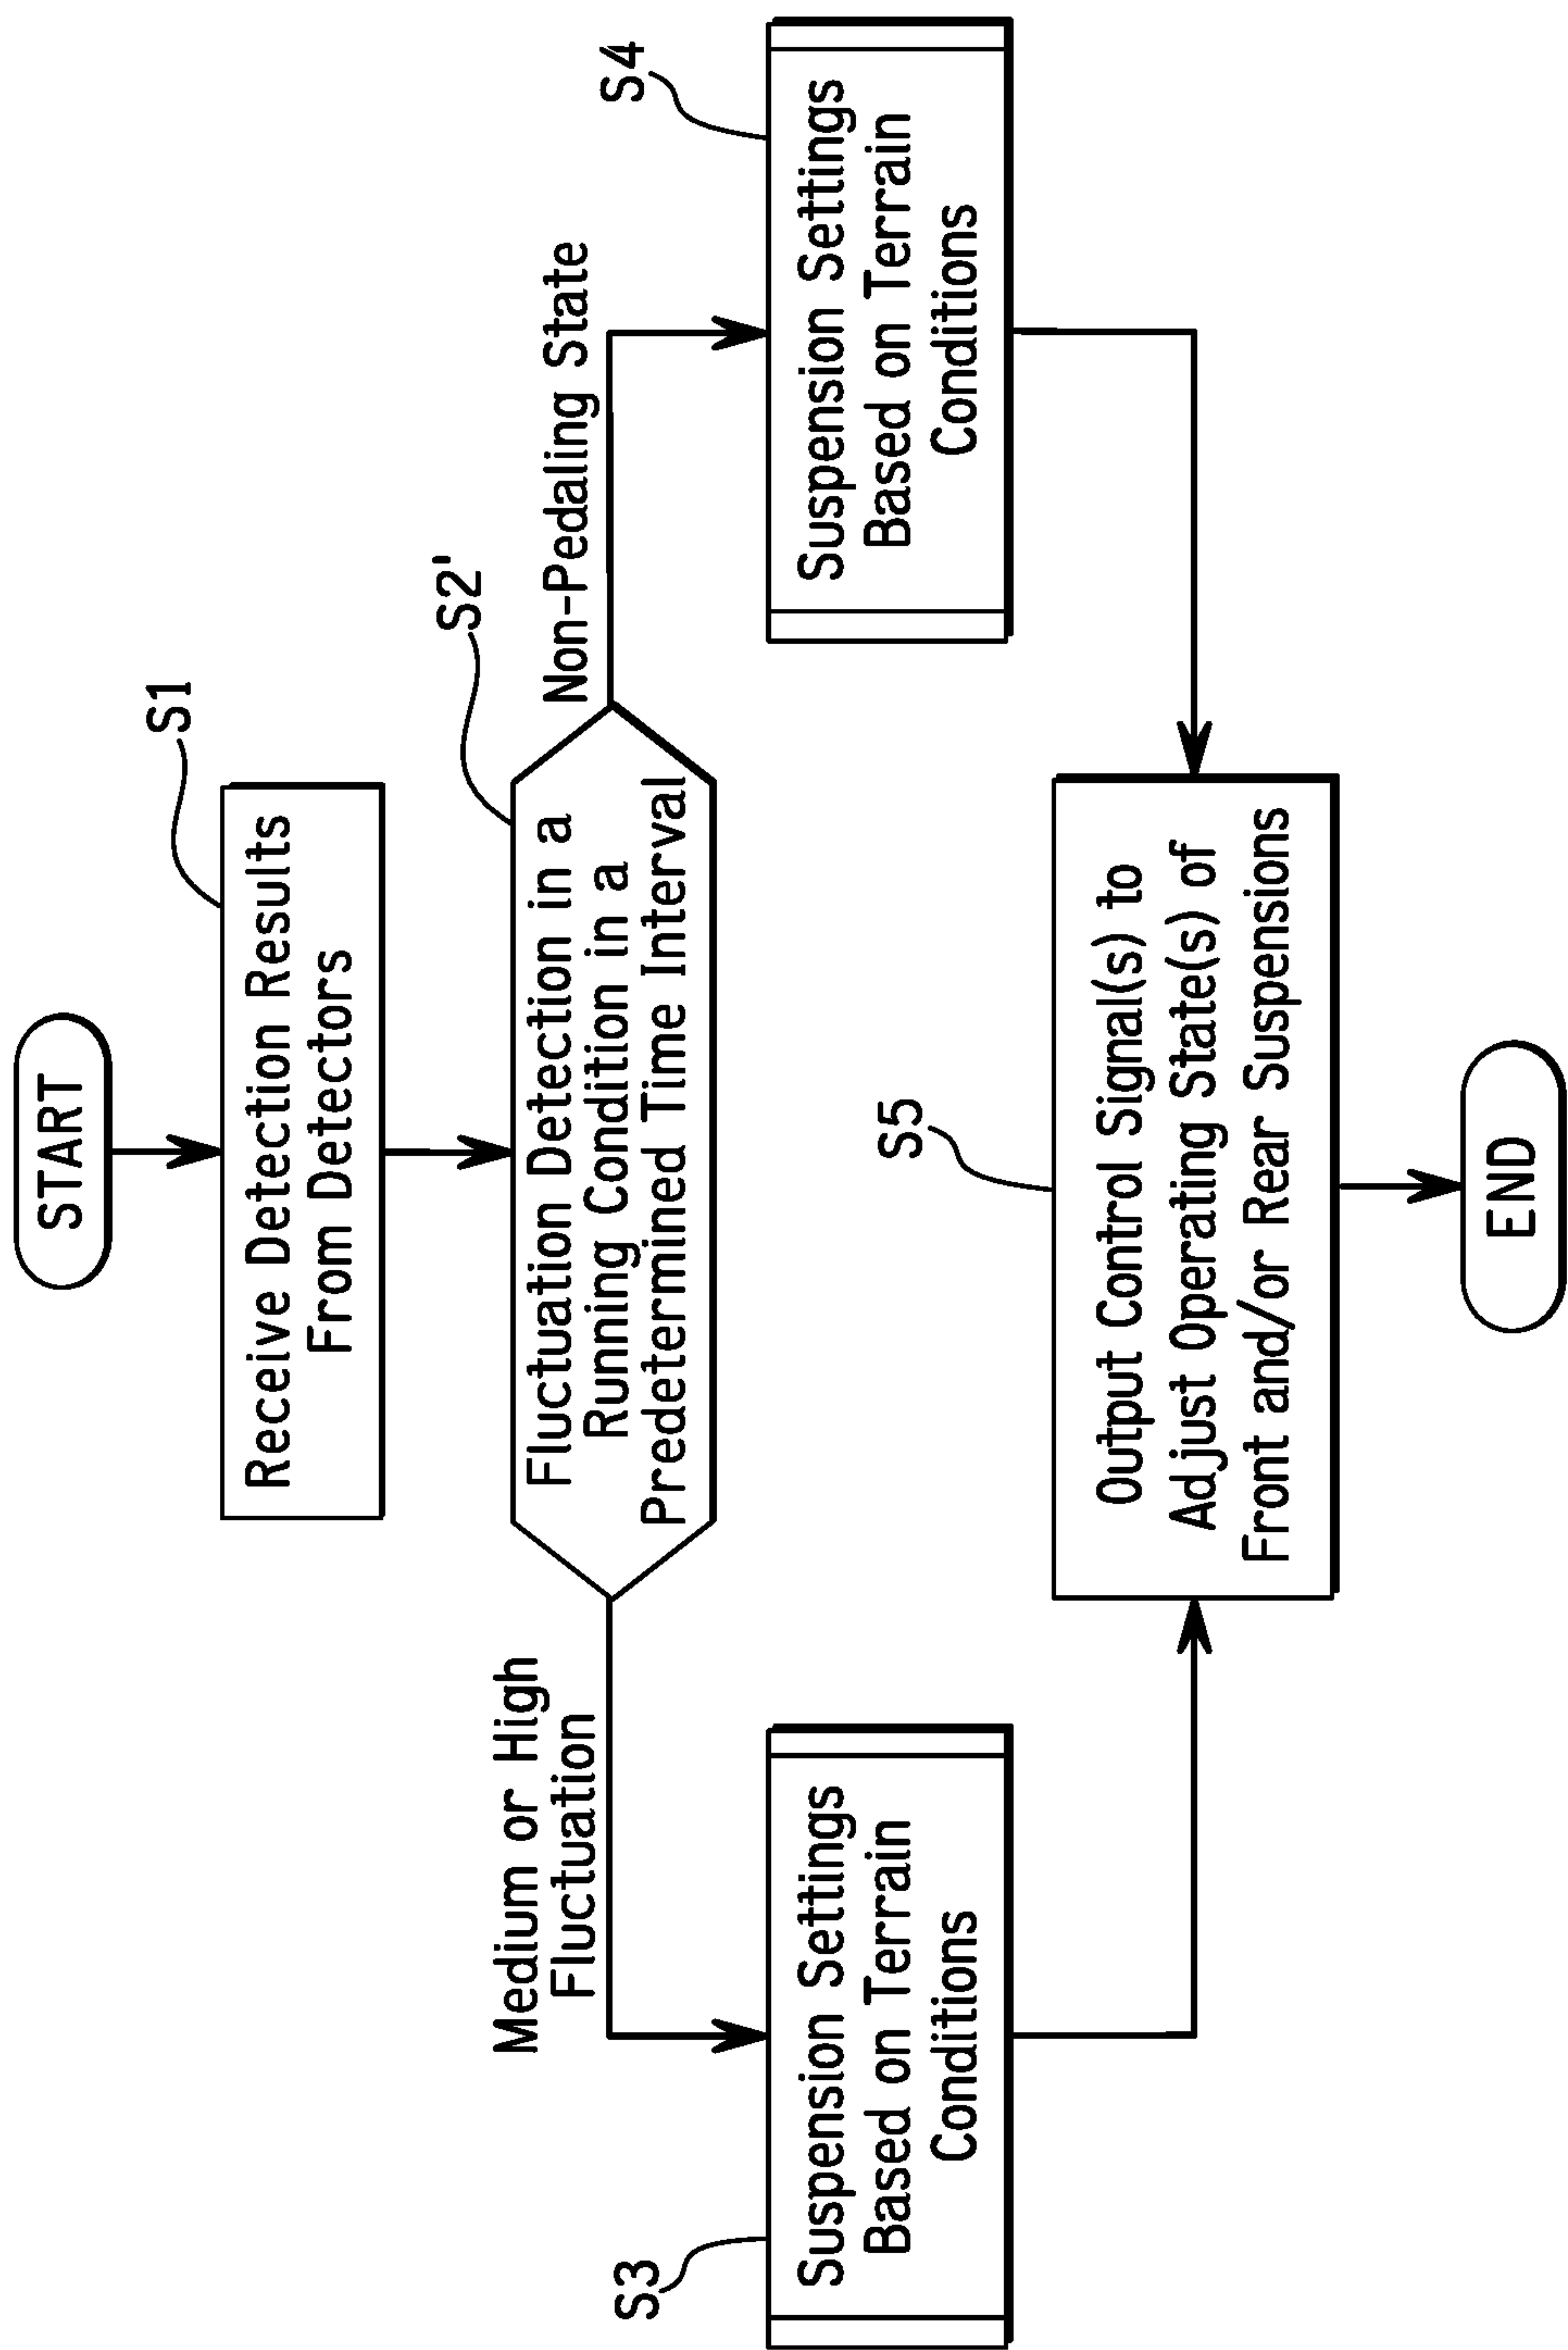 START
S1
Receive Detection Results
From Detectors
S2'
Fluctuation Detection in a
Running Condition in a
Predetermined Time Interval
Medium or High
Fluctuation
Non-Pedaling State
S3
Suspension Settings
Based on Terrain
Conditions
S4
Suspension Settings
Based on Terrain
Conditions
S5
Output Control Signal(s) to
Adjust Operating State(s) of
Front and/or Rear Suspensions
END